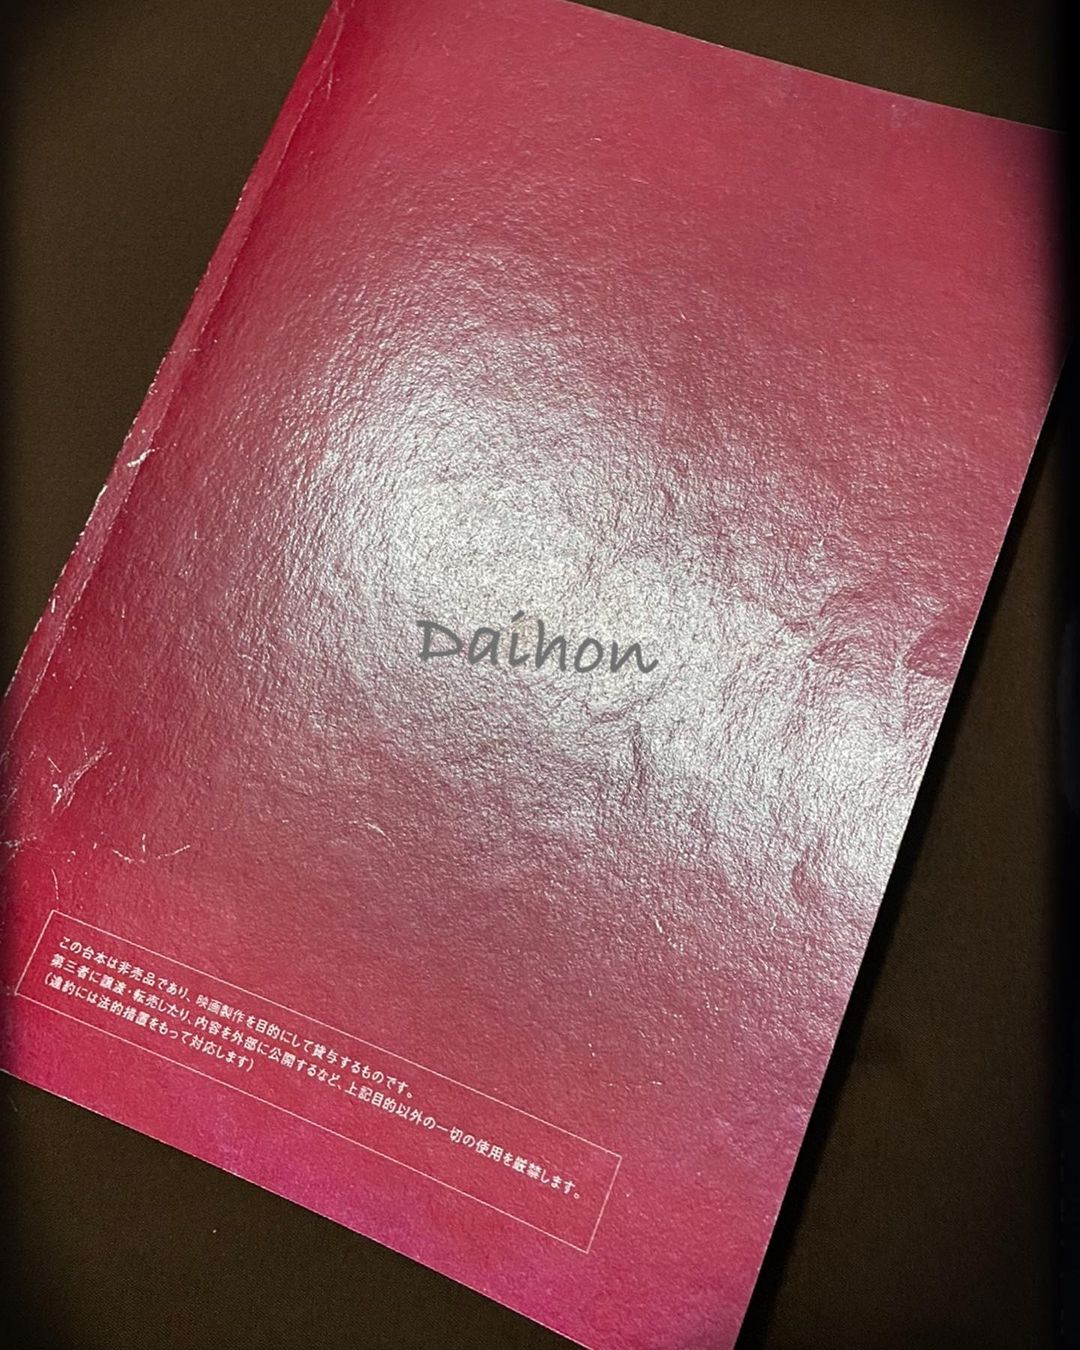 Daihon
この台本は非売品であり、映画製作を目的にして貸与するものです。
第三者に譲渡・転売したり、内容を外部に公開するなど、上記目的以外の一切の使用を厳禁します。
(違約には法的措置をもって対応します)